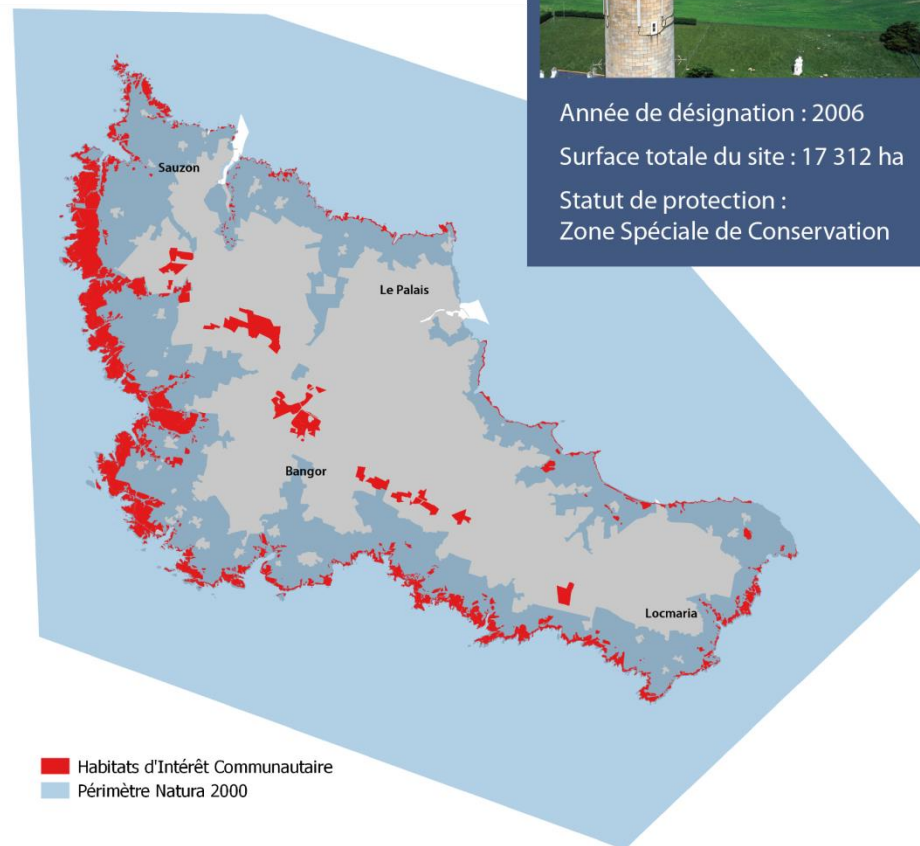 Année de désignation : 2006
Surface totale du site : 17 312 ha
Statut de protection :
Zone Spéciale de Conservation
Sauzon
Le Palais
Bangor
Locmaria
Habitats d'Intérêt Communautaire
Périmètre Natura 2000